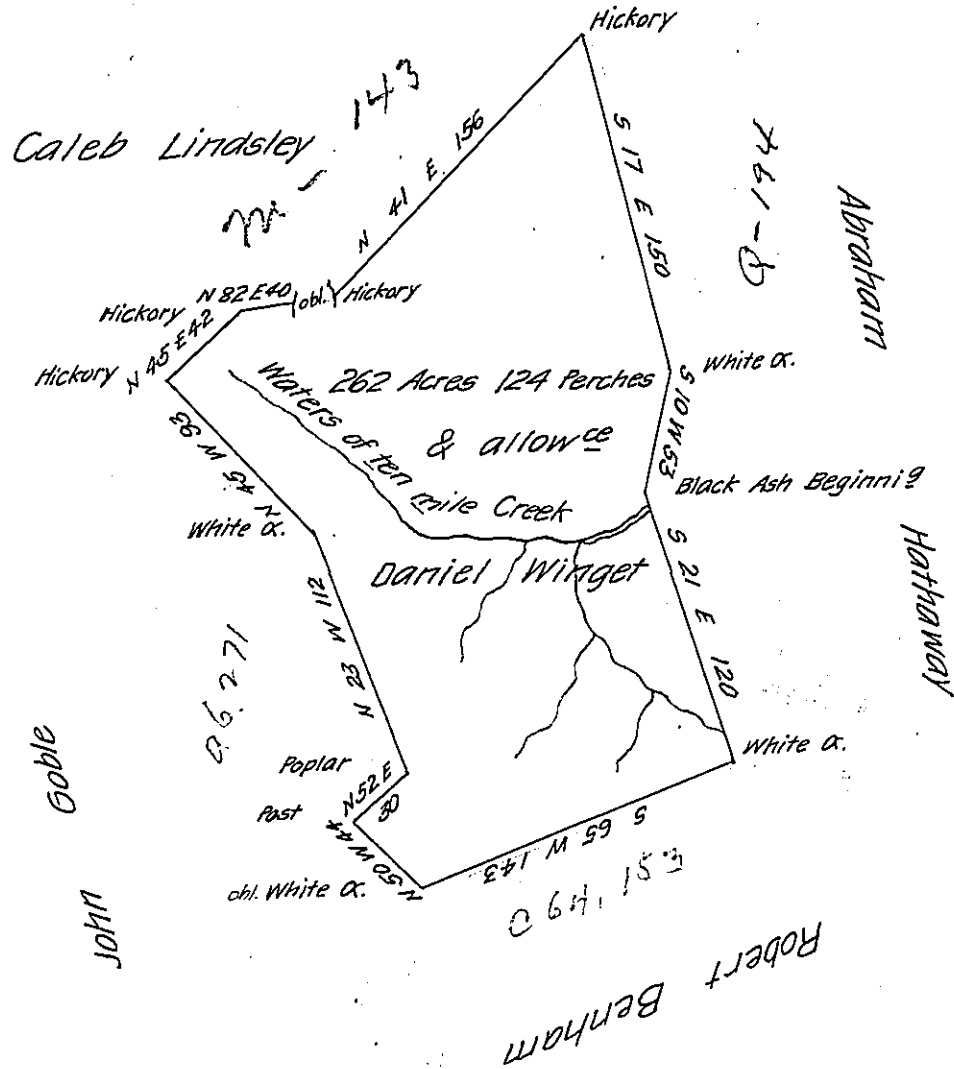 Hickory
Caleb Lindsley
143
N 41 E 156
S 17 E 150
Q-194
Abraham
Hickory N 82 E 40 obl. Hickory
Hickory N 45 E 42
White O.
262 Acres 124 Perches
& allowce
Waters of ten mile Creek
S 10 W 53
Black Ash Beginnig
N 45 W 93
White O.
Daniel Winget
Hathaway
S 21 E 120
N 23 W 112
White O.
Poplar
N 52 E 30
Post
N 50 W 44
obl. White O.
S 65 W 143
John Goble
Robert Benham